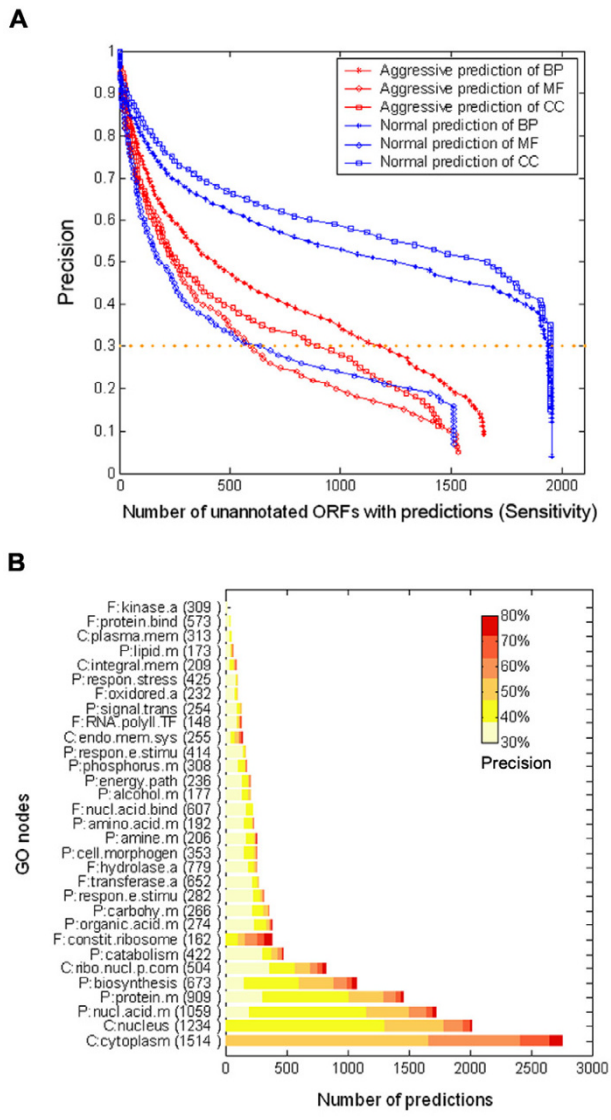 A
Precision
1
0.9
0.8
0.7
0.6
0.5
0.4
0.3
0.2
0.1
0
0
500
1000
1500
2000
Aggressive prediction of BP
Aggressive prediction of MF
Aggressive prediction of CC
Normal prediction of BP
Normal prediction of MF
Normal prediction of CC
Number of unannotated ORFs with predictions (Sensitivity)
B
GO nodes
F:kinase.a (309 )
F:protein.bind (573 )
C:plasma.mem (313 )
P:lipid.m (173 )
C:integral.mem (209 )
P:respon.stress (425 )
F:oxidored.a (232 )
P:signal.trans (254 )
F:RNA.polyII.TF (148 )
C:endo.mem.sys (255 )
P:respon.e.stimu (414 )
P:phosphorus.m (308 )
P:energy.path (236 )
P:alcohol.m (177 )
F:nucl.acid.bind (607 )
P:amino.acid.m (192 )
P:amine.m (206 )
P:cell.morphogen (353 )
F:hydrolase.a (779 )
F:transferase.a (652 )
P:respon.e.stimu (282 )
P:carbohy.m (266 )
P:organic.acid.m (274 )
F:constit.ribosome (162 )
P:catabolism (422 )
C:ribo.nucl.p.com (504 )
P:biosynthesis (673 )
P:protein.m (909 )
P:nucl.acid.m (1059 )
C:nucleus (1234 )
C:cytoplasm (1514 )
80%
70%
60%
50%
40%
30%
Precision
0
500
1000
1500
2000
2500
3000
Number of predictions